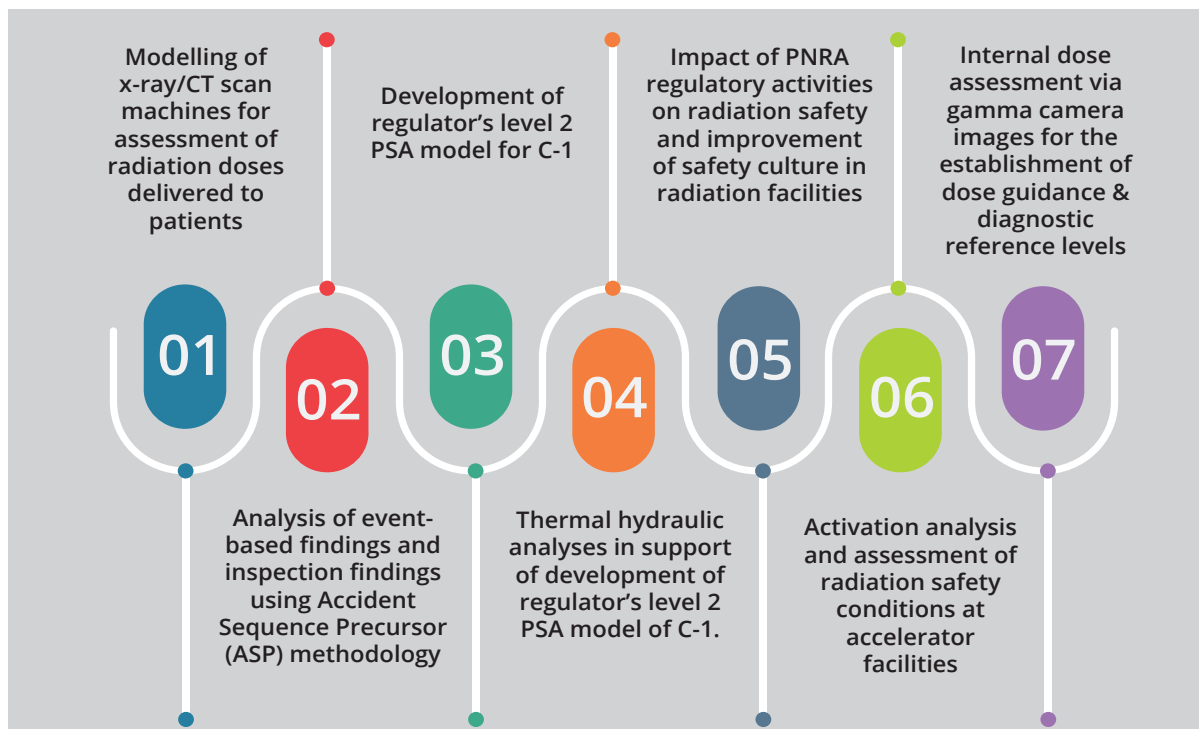 01
Modelling of
x-ray/CT scan
machines for
assessment of
radiation doses
delivered to
patients
02
Analysis of event-
based findings and
inspection findings
using Accident
Sequence Precursor
(ASP) methodology
03
Development of
regulator’s level 2
PSA model for C-1
04
Thermal hydraulic
analyses in support
of development of
regulator’s level 2
PSA model of C-1.
05
Impact of PNRA
regulatory activities
on radiation safety
and improvement
of safety culture in
radiation facilities
06
Activation analysis
and assessment of
radiation safety
conditions at
accelerator
facilities
07
Internal dose
assessment via
gamma camera
images for the
establishment of
dose guidance &
diagnostic
reference levels